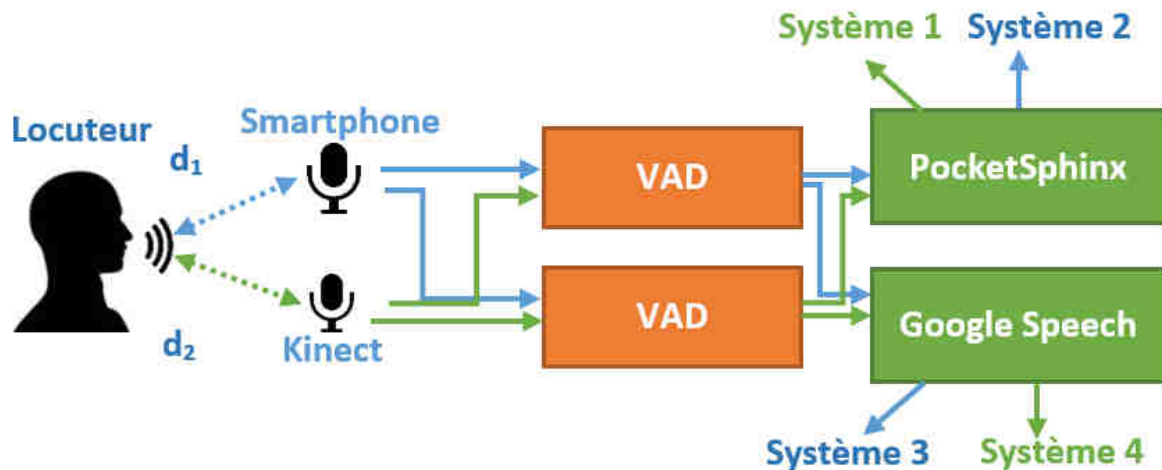 Système 1
Système 2
Locuteur
Smartphone
d₁
VAD
PocketSphinx
VAD
Google Speech
d₂
Kinect
Système 3
Système 4